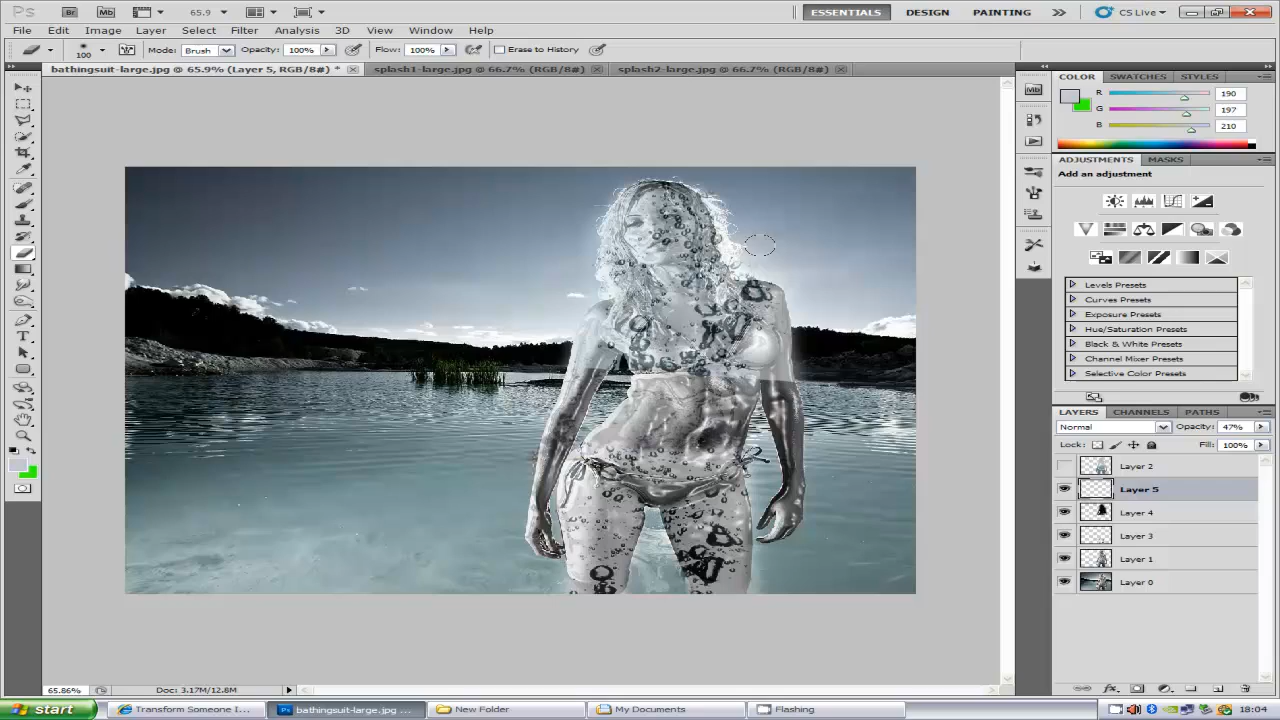 Ps Br Mb 65.9 ESSENTIALS DESIGN PAINTING CS Live
File Edit Image Layer Select Filter Analysis 3D View Window Help
100 Mode: Brush Opacity: 100% Flow: 100% Erase to History
bathingsuit-large.jpg @ 65.9% (Layer 5, RGB/8#) * splash1-large.jpg @ 66.7% (RGB/8#) splash2-large.jpg @ 66.7% (RGB/8#)
COLOR SWATCHES STYLES
R 190
G 197
B 210
ADJUSTMENTS MASKS
Add an adjustment
Levels Presets
Curves Presets
Exposure Presets
Hue/Saturation Presets
Black & White Presets
Channel Mixer Presets
Selective Color Presets
LAYERS CHANNELS PATHS
Normal Opacity: 47%
Lock: Fill: 100%
Layer 2
Layer 5
Layer 4
Layer 3
Layer 1
Layer 0
65.86% Doc: 3.17M/12.8M
start Transform Someone I... bathingsuit-large.jpg ... New Folder My Documents Flashing 18:04